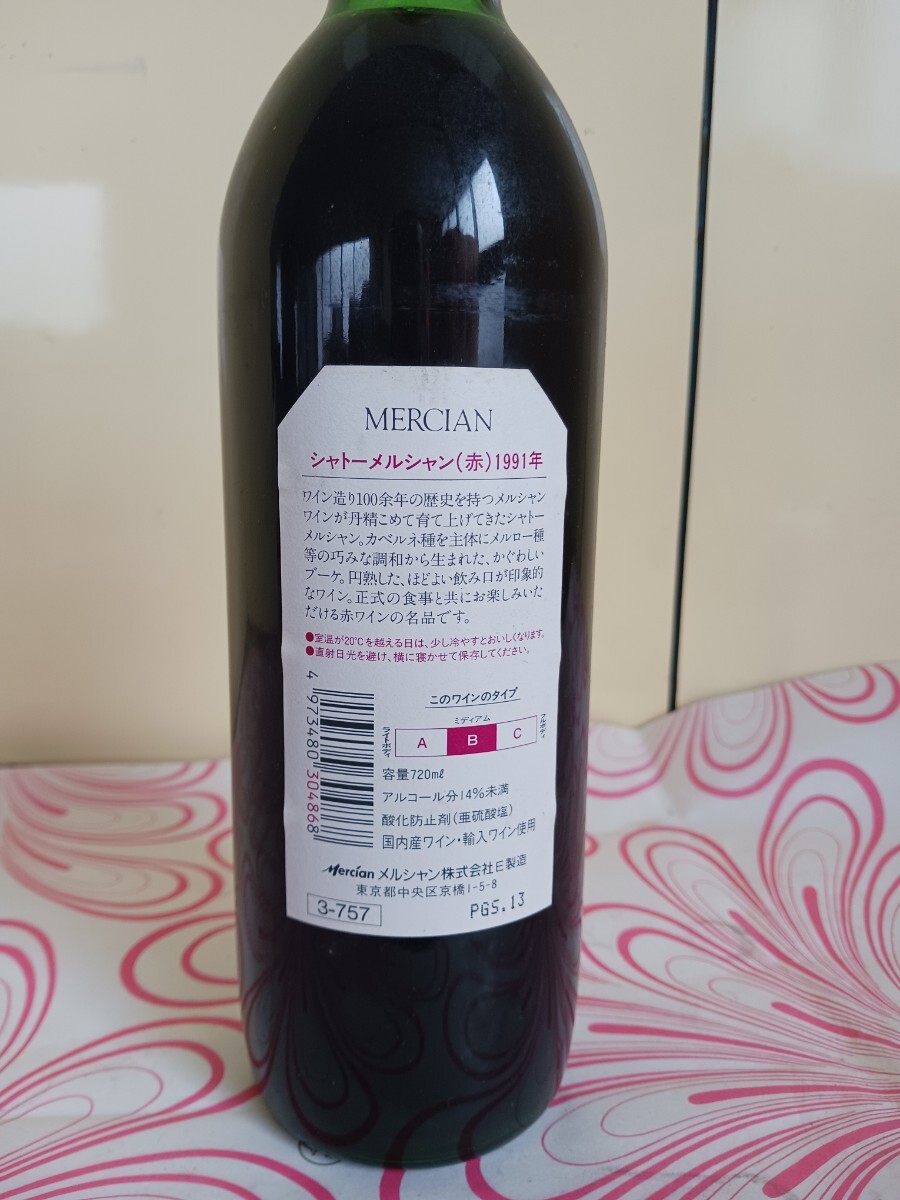 MERCIAN
シャトーメルシャン(赤)1991年
ワイン造り100余年の歴史を持つメルシャン
ワインが丹精こめて育て上げてきたシャトー
メルシャン。カベルネ種を主体にメルロー種
等の巧みな調和から生まれた、かぐわしい
ブーケ。円熟した、ほどよい飲み口が印象的
なワイン。正式の食事と共にお楽しみいた
だける赤ワインの名品です。
●室温が20℃を越える日は、少し冷やすとおいしくなります。
●直射日光を避け、横に寝かせて保存してください。
4 973480 304868
このワインのタイプ
ミディアム
ライトボディ A B C フルボディ
容量720ml
アルコール分14%未満
酸化防止剤(亜硫酸塩)
国内産ワイン・輸入ワイン使用
Mercian メルシャン株式会社E製造
東京都中央区京橋1-5-8
3-757
PG5.13